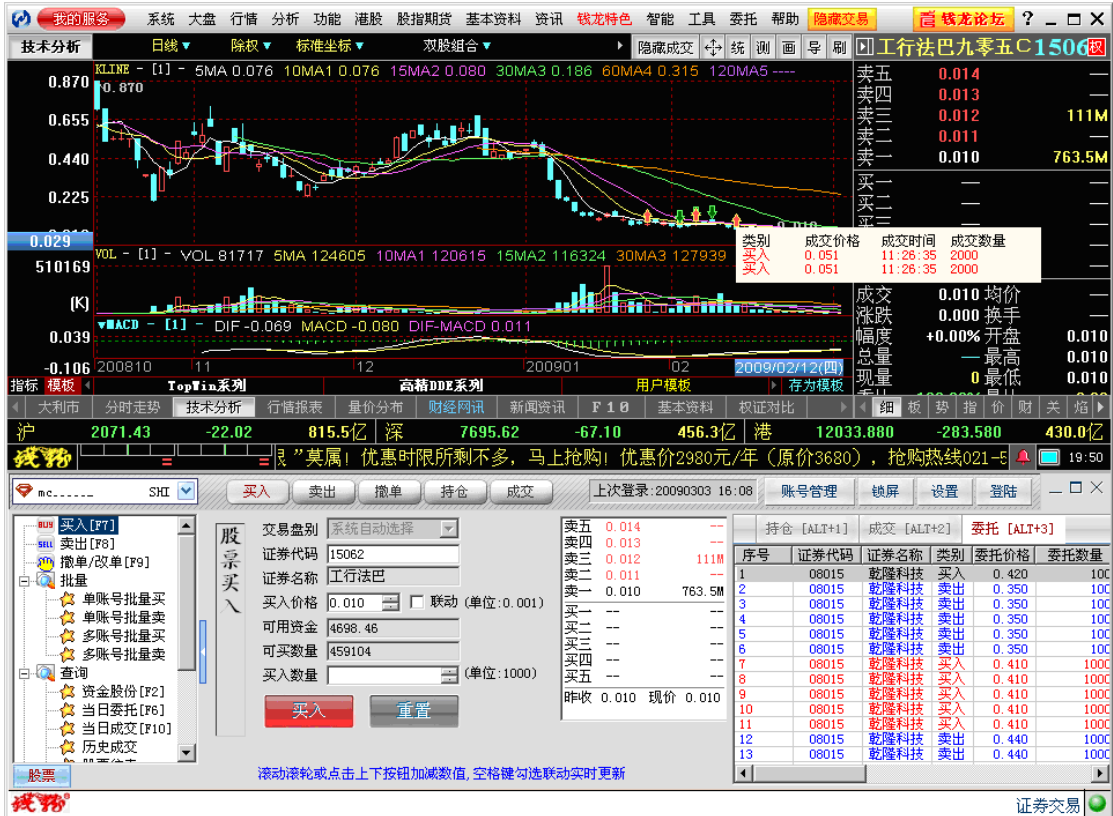 我的服务 系统 大盘 行情 分析 功能 港股 股指期货 基本资料 资讯 钱龙特色 智能 工具 委托 帮助 隐藏交易 钱龙论坛 ?
技术分析 日线▼ 除权▼ 标准坐标▼ 双股组合▼ 隐藏成交 统 测 画 导 刷 工行法巴九零五C 1506 权
KLINE - [1] - 5MA 0.076 10MA1 0.076 15MA2 0.080 30MA3 0.186 60MA4 0.315 120MA5 ----
0.870
0.870
0.655
0.440
0.225
0.029
0.010
卖五 0.014 —
卖四 0.013 —
卖三 0.012 111M
卖二 0.011 —
卖一 0.010 763.5M
买一 — —
买二 — —
买三 — —
类别 成交价格 成交时间 成交数量
买入 0.051 11:26:35 2000
买入 0.051 11:26:35 2000
VOL - [1] - VOL 81717 5MA 124605 10MA1 120615 15MA2 116324 30MA3 127939
510169
(K)
▼MACD - [1] - DIF -0.069 MACD -0.080 DIF-MACD 0.011
0.039
-0.106
200810 11 12 200901 02 2009/02/12(四)
成交 0.010 均价 —
涨跌 0.000 换手 —
幅度 +0.00% 开盘 0.010
总量 — 最高 0.010
现量 0 最低 0.010
指标 模板 TopWin系列 高精DDE系列 用户模板 存为模板
大利市 分时走势 技术分析 行情报表 量价分布 财经网讯 新闻资讯 F10 基本资料 权证对比 细 板 势 指 价 财 关 焰
沪 2071.43 -22.02 815.5亿 深 7695.62 -67.10 456.3亿 港 12033.880 -283.580 430.0亿
钱龙 ”莫属! 优惠时限所剩不多，马上抢购! 优惠价2980元/年（原价3680），抢购热线021-5 19:50
mc...... SHI 买入 卖出 撤单 持仓 成交 上次登录:20090303 16:08 账号管理 锁屏 设置 登陆
买入[F7]
卖出[F8]
撤单/改单[F9]
批量
单账号批量买
单账号批量卖
多账号批量买
多账号批量卖
查询
资金股份[F2]
当日委托[F6]
当日成交[F10]
历史成交
股票
股票买入
交易盘别 系统自动选择
证券代码 15062
证券名称 工行法巴
买入价格 0.010 联动 (单位:0.001)
可用资金 4698.46
可买数量 459104
买入数量 (单位:1000)
买入 重置
滚动滚轮或点击上下按钮加减数值,空格键勾选联动实时更新
卖五 0.014 --
卖四 0.013 --
卖三 0.012 111M
卖二 0.011 --
卖一 0.010 763.5M
买一 -- --
买二 -- --
买三 -- --
买四 -- --
买五 -- --
昨收 0.010 现价 0.010
持仓 [ALT+1] 成交 [ALT+2] 委托 [ALT+3]
序号 证券代码 证券名称 类别 委托价格 委托数量
1 08015 乾隆科技 买入 0.420 100
2 08015 乾隆科技 卖出 0.350 100
3 08015 乾隆科技 卖出 0.350 100
4 08015 乾隆科技 卖出 0.350 100
5 08015 乾隆科技 卖出 0.350 100
6 08015 乾隆科技 卖出 0.350 100
7 08015 乾隆科技 买入 0.410 1000
8 08015 乾隆科技 买入 0.410 1000
9 08015 乾隆科技 买入 0.410 1000
10 08015 乾隆科技 买入 0.410 1000
11 08015 乾隆科技 买入 0.410 1000
12 08015 乾隆科技 卖出 0.440 1000
13 08015 乾隆科技 卖出 0.440 1000
钱龙 证券交易